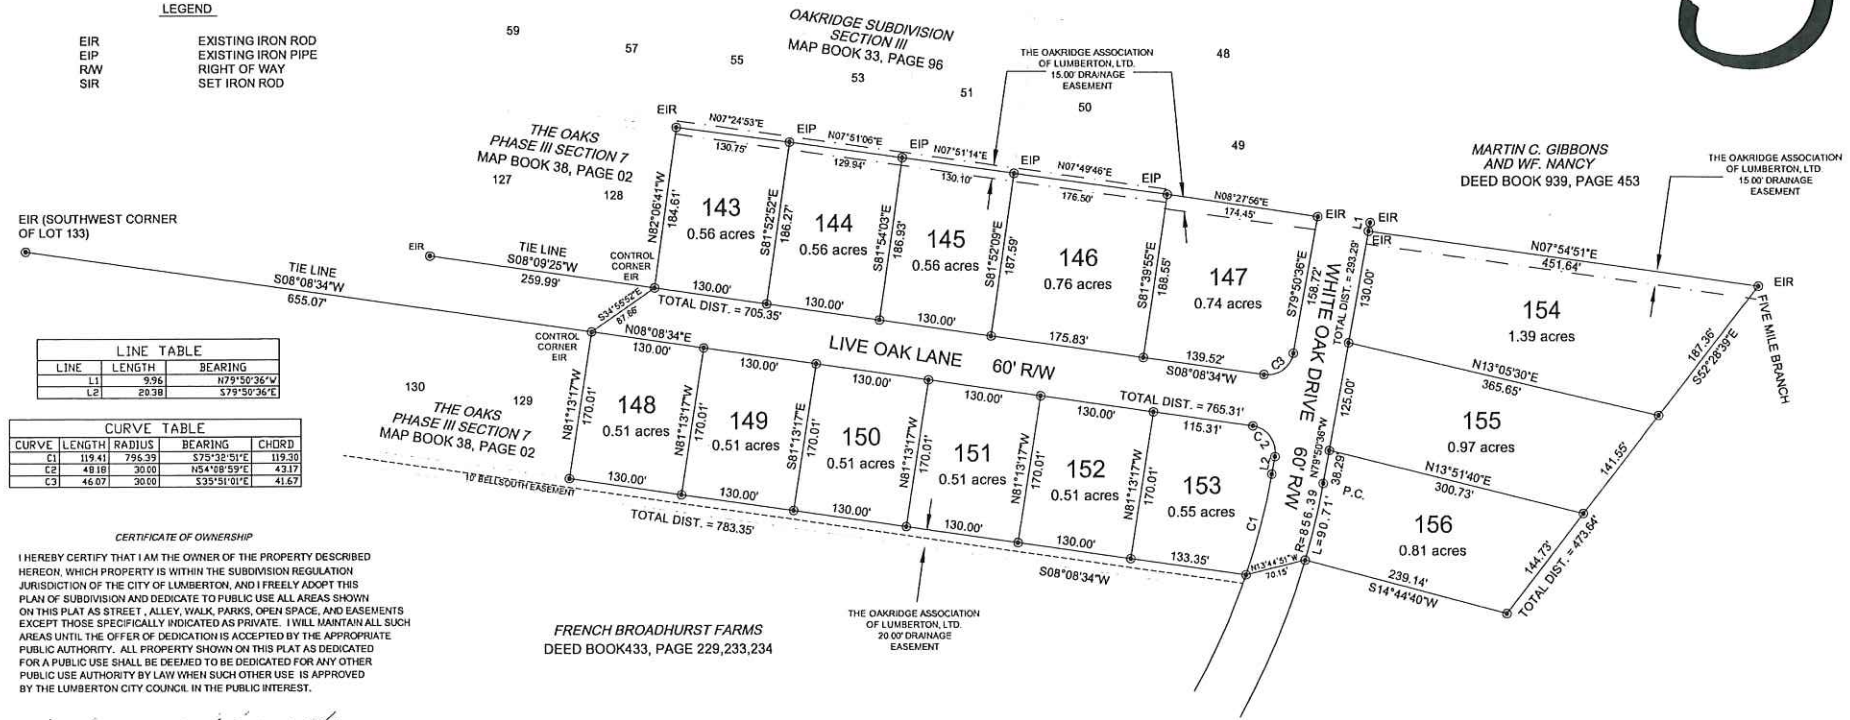 LEGEND
EIR EXISTING IRON ROD
EIP EXISTING IRON PIPE
R/W RIGHT OF WAY
SIR SET IRON ROD
59
57
55
53
51
50
49
48
OAKRIDGE SUBDIVISION
SECTION III
MAP BOOK 33, PAGE 96
THE OAKRIDGE ASSOCIATION
OF LUMBERTON, LTD.
15.00' DRAINAGE
EASEMENT
THE OAKS
PHASE III SECTION 7
MAP BOOK 38, PAGE 02
127
128
MARTIN C. GIBBONS
AND WF. NANCY
DEED BOOK 939, PAGE 453
THE OAKRIDGE ASSOCIATION
OF LUMBERTON, LTD.
15.00' DRAINAGE
EASEMENT
EIR (SOUTHWEST CORNER
OF LOT 133)
TIE LINE
S08°08'34"W
655.07'
EIR
TIE LINE
S08°09'25"W
259.99'
CONTROL
CORNER
EIR
S34°55'52"E
67.66'
CONTROL
CORNER
EIR
EIR
N07°24'53"E
130.75'
EIP
N07°51'06"E
129.94'
EIP
N07°51'14"E
130.10'
EIP
N07°49'46"E
176.50'
EIP
N08°27'56"E
174.45'
EIR
L1
EIR
EIR
N07°54'51"E
451.64'
EIR
N82°06'41"W
184.61'
143
0.56 acres
S81°52'52"E
186.27'
144
0.56 acres
S81°54'03"E
186.93'
145
0.56 acres
S81°52'09"E
187.59'
146
0.76 acres
S81°39'55"E
188.55'
147
0.74 acres
S79°50'36"E
158.72'
WHITE OAK DRIVE 60' R/W
TOTAL DIST. = 293.29'
130.00'
154
1.39 acres
187.36'
S52°28'39"E
FIVE MILE BRANCH
130.00'
TOTAL DIST. = 705.35'
130.00'
130.00'
175.83'
139.52'
S08°08'34"W
C3
LIVE OAK LANE 60' R/W
N08°08'34"E
130.00'
130.00'
130.00'
130.00'
TOTAL DIST. = 765.31'
115.31'
C 2
L2
C1
N13°05'30"E
365.65'
125.00'
155
0.97 acres
141.55'
N79°50'36"W
38.29'
P.C.
N13°51'40"E
300.73'
R=856.39
L=90.71'
156
0.81 acres
144.73'
TOTAL DIST. = 473.64'
239.14'
S14°44'40"W
N13°44'51"W
70.15'
LINE TABLE
LINE LENGTH BEARING
L1 9.96 N79°50'36"W
L2 20.38 S79°50'36"E
CURVE TABLE
CURVE LENGTH RADIUS BEARING CHORD
C1 119.41 796.39 S75°32'51"E 119.30
C2 48.18 30.00 N54°08'59"E 43.17
C3 46.07 30.00 S35°51'01"E 41.67
130
129
THE OAKS
PHASE III SECTION 7
MAP BOOK 38, PAGE 02
N81°13'17"W
170.01'
148
0.51 acres
N81°13'17"W
170.01'
149
0.51 acres
S81°13'17"E
170.01'
150
0.51 acres
N81°13'17"W
170.01'
151
0.51 acres
N81°13'17"W
170.01'
152
0.51 acres
N81°13'17"W
170.01'
153
0.55 acres
10' BELLSOUTH EASEMENT
130.00'
130.00'
130.00'
130.00'
130.00'
133.35'
TOTAL DIST. = 783.35'
S08°08'34"W
THE OAKRIDGE ASSOCIATION
OF LUMBERTON, LTD.
20.00' DRAINAGE
EASEMENT
FRENCH BROADHURST FARMS
DEED BOOK433, PAGE 229,233,234
CERTIFICATE OF OWNERSHIP
I HEREBY CERTIFY THAT I AM THE OWNER OF THE PROPERTY DESCRIBED
HEREON, WHICH PROPERTY IS WITHIN THE SUBDIVISION REGULATION
JURISDICTION OF THE CITY OF LUMBERTON, AND I FREELY ADOPT THIS
PLAN OF SUBDIVISION AND DEDICATE TO PUBLIC USE ALL AREAS SHOWN
ON THIS PLAT AS STREET , ALLEY, WALK, PARKS, OPEN SPACE, AND EASEMENTS
EXCEPT THOSE SPECIFICALLY INDICATED AS PRIVATE. I WILL MAINTAIN ALL SUCH
AREAS UNTIL THE OFFER OF DEDICATION IS ACCEPTED BY THE APPROPRIATE
PUBLIC AUTHORITY. ALL PROPERTY SHOWN ON THIS PLAT AS DEDICATED
FOR A PUBLIC USE SHALL BE DEEMED TO BE DEDICATED FOR ANY OTHER
PUBLIC USE AUTHORITY BY LAW WHEN SUCH OTHER USE IS APPROVED
BY THE LUMBERTON CITY COUNCIL IN THE PUBLIC INTEREST.